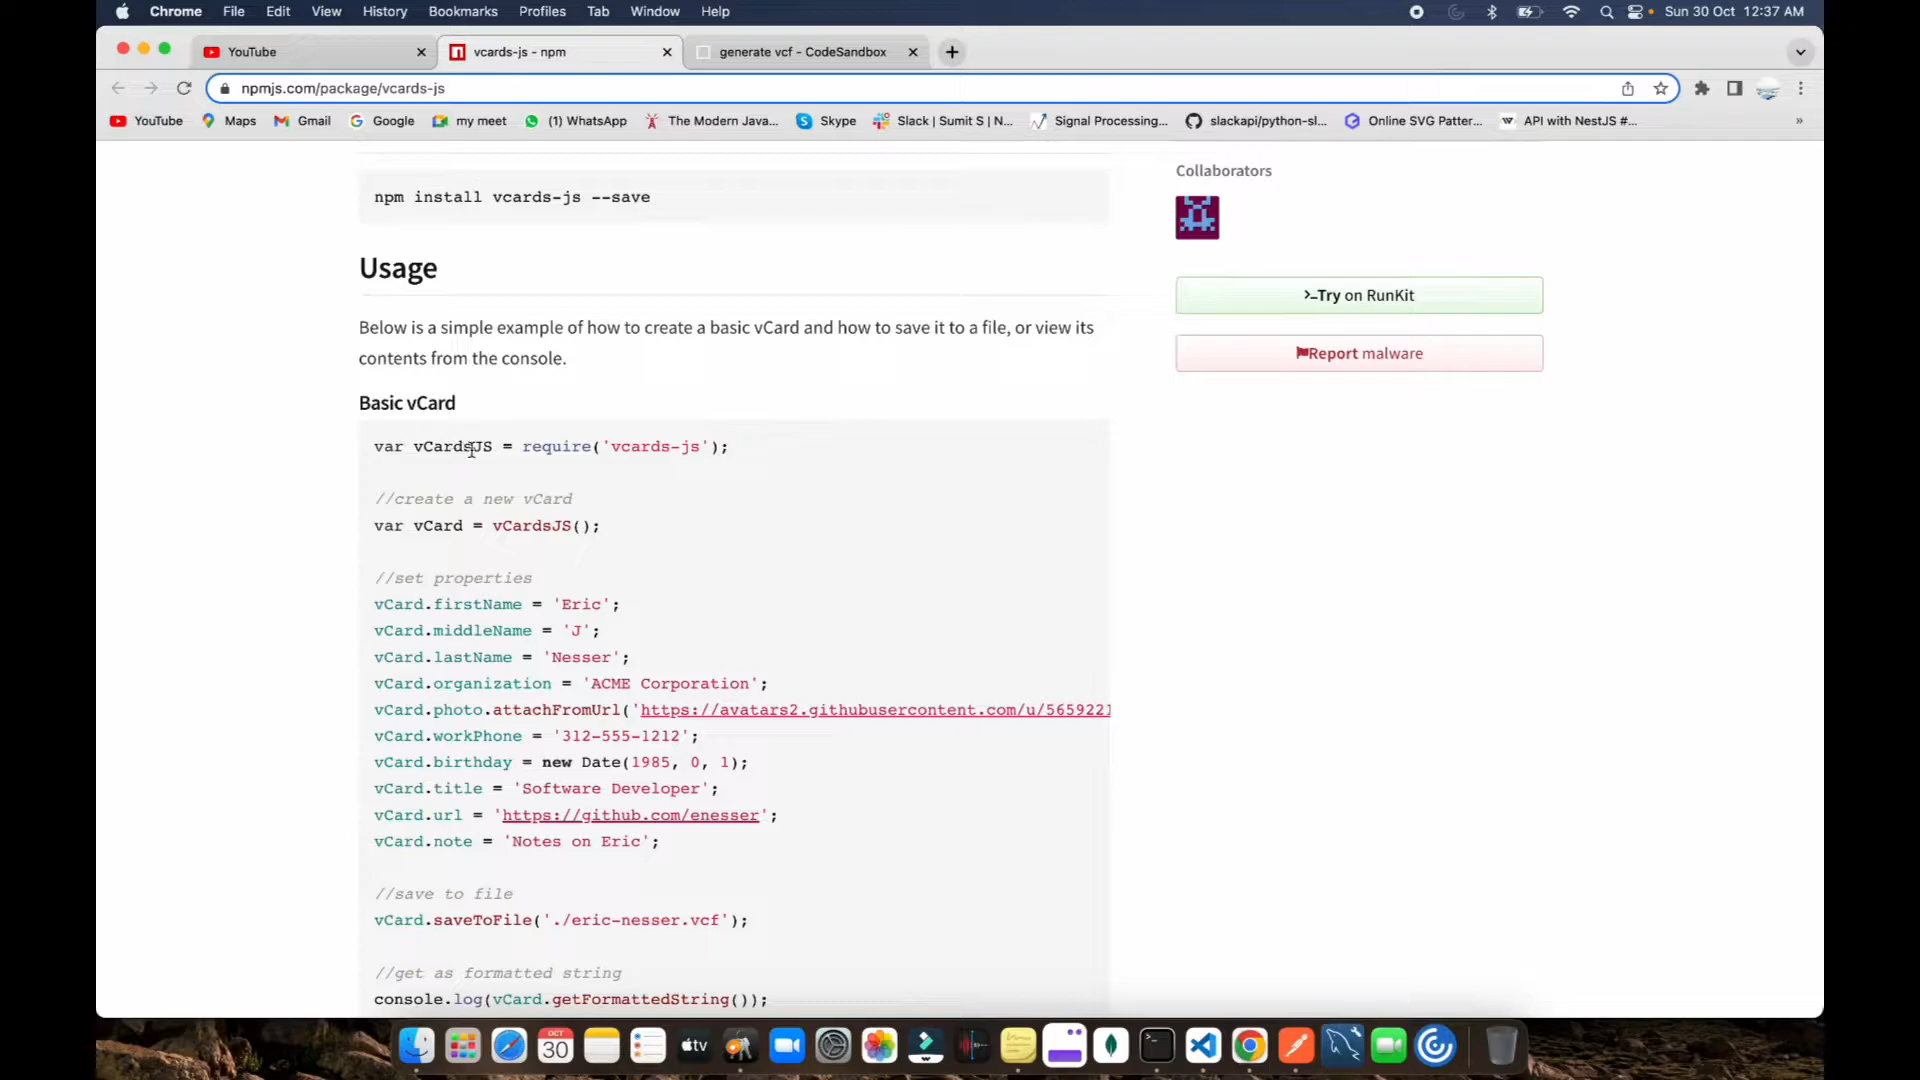 Chrome File Edit View History Bookmarks Profiles Tab Window Help Sun 30 Oct 12:37 AM
YouTube vcards-js - npm generate vcf - CodeSandbox
npmjs.com/package/vcards-js
YouTube Maps Gmail Google my meet (1) WhatsApp The Modern Java... Skype Slack | Sumit S | N... Signal Processing... slackapi/python-sl... Online SVG Patter... API with NestJS #... »
Collaborators
npm install vcards-js --save
Usage
>_Try on RunKit
Below is a simple example of how to create a basic vCard and how to save it to a file, or view its
contents from the console.
Report malware
Basic vCard
var vCardsJS = require('vcards-js');
//create a new vCard
var vCard = vCardsJS();
//set properties
vCard.firstName = 'Eric';
vCard.middleName = 'J';
vCard.lastName = 'Nesser';
vCard.organization = 'ACME Corporation';
vCard.photo.attachFromUrl('https://avatars2.githubusercontent.com/u/5659221
vCard.workPhone = '312-555-1212';
vCard.birthday = new Date(1985, 0, 1);
vCard.title = 'Software Developer';
vCard.url = 'https://github.com/enesser';
vCard.note = 'Notes on Eric';
//save to file
vCard.saveToFile('./eric-nesser.vcf');
//get as formatted string
console.log(vCard.getFormattedString());
OCT
30
tv